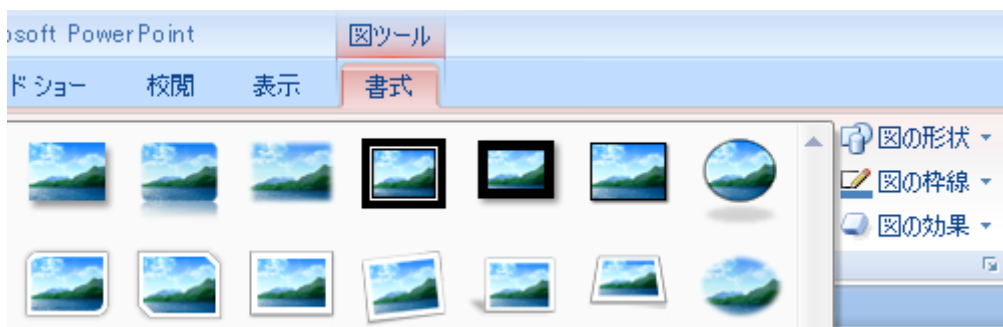 osoft PowerPoint
図ツール
ド ショー 校閲 表示 書式
図の形状
図の枠線
図の効果